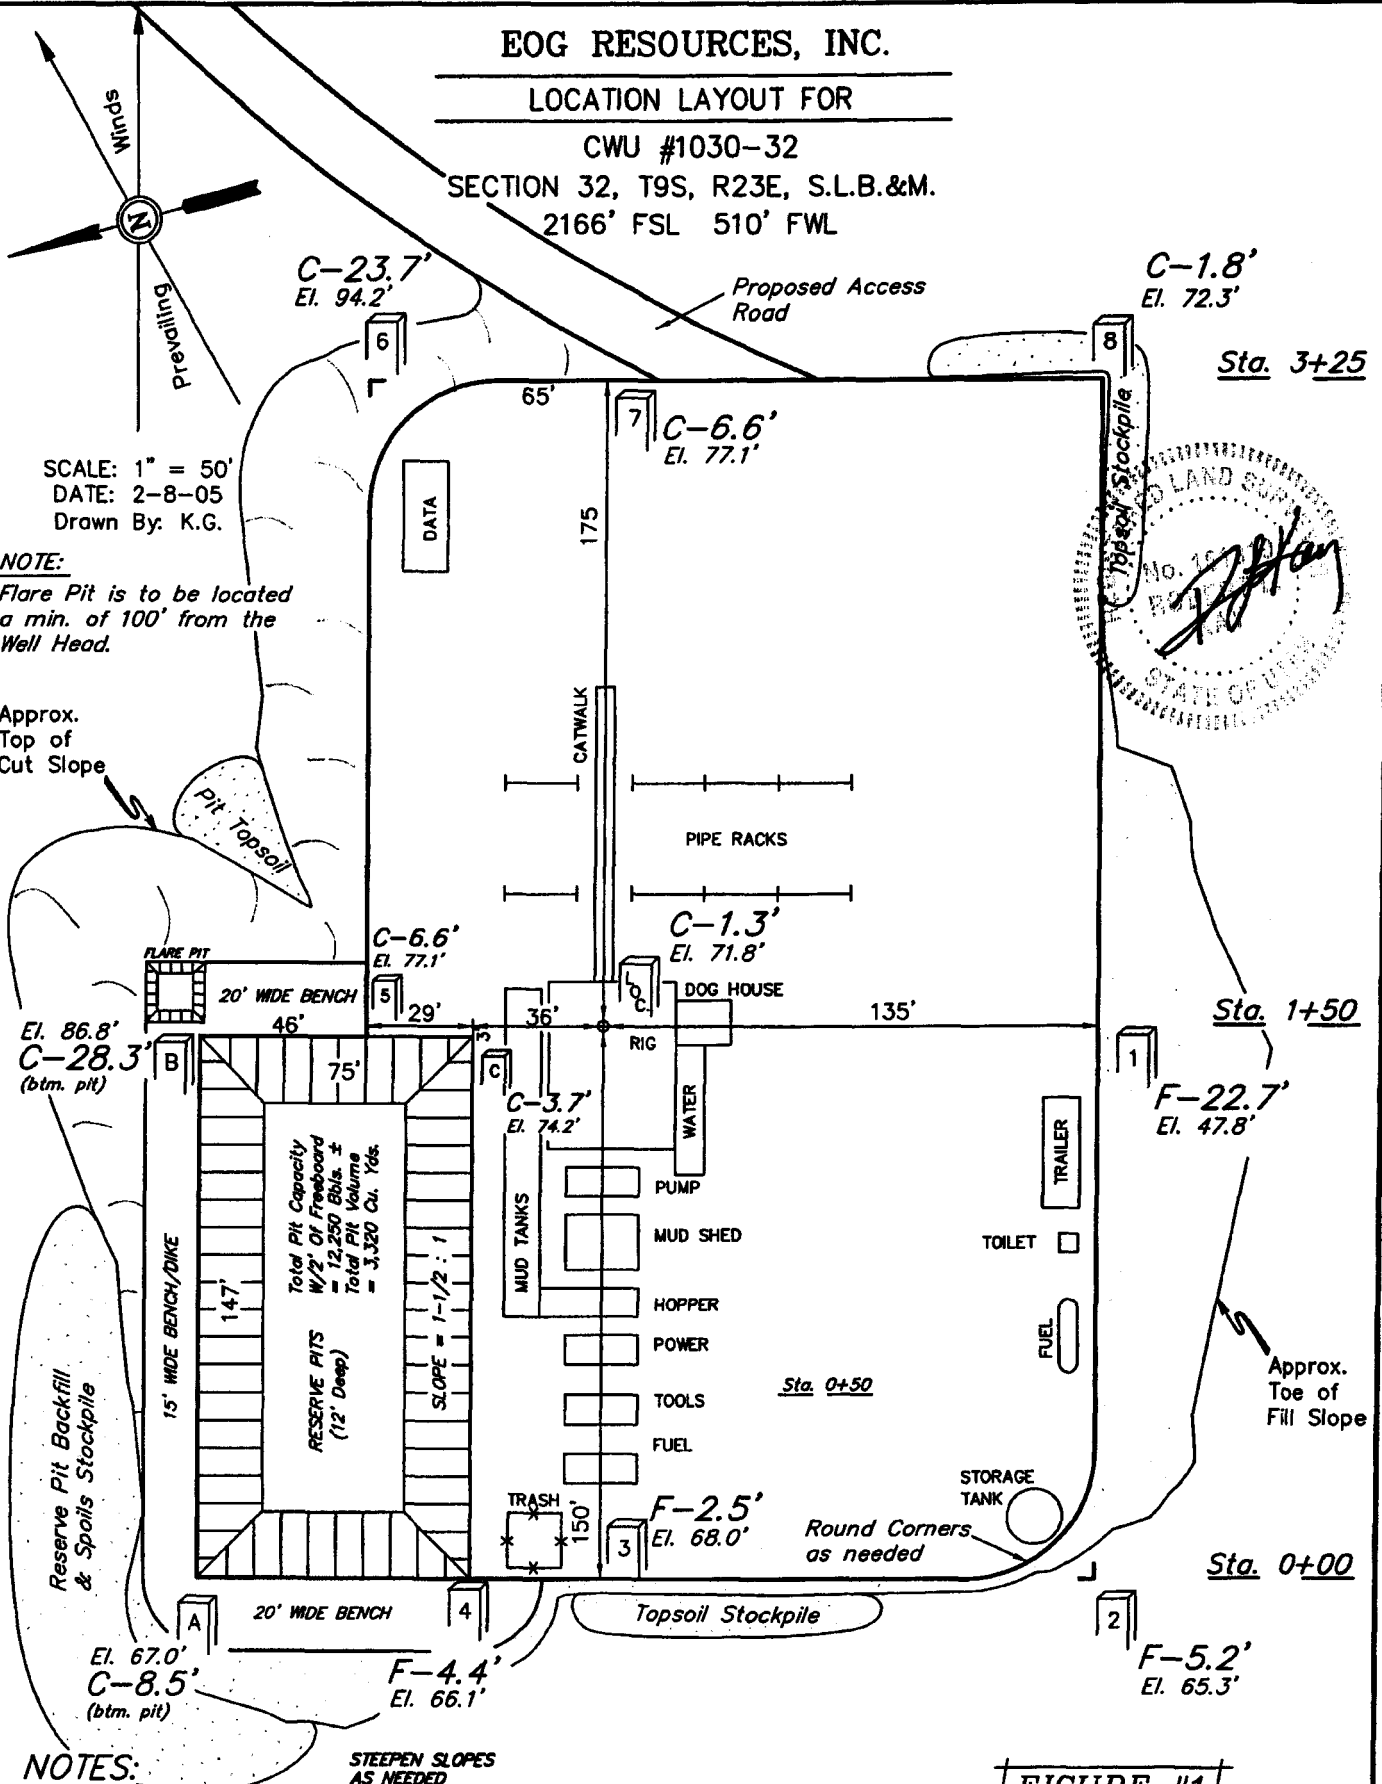 EOG RESOURCES, INC.
LOCATION LAYOUT FOR
CWU #1030-32
SECTION 32, T9S, R23E, S.L.B.&M.
2166' FSL 510' FWL
Winds
N
Prevailing
SCALE: 1" = 50'
DATE: 2-8-05
Drawn By: K.G.
NOTE:
Flare Pit is to be located
a min. of 100' from the
Well Head.
C-23.7'
El. 94.2'
6
Proposed Access
Road
C-1.8'
El. 72.3'
8
Sta. 3+25
65'
7
C-6.6'
El. 77.1'
Topsoil Stockpile
DATA
175
LAND
No.
STATE OF
Approx.
Top of
Cut Slope
Pit Topsoil
CATWALK
PIPE RACKS
C-1.3'
El. 71.8'
LOC.
C-6.6'
El. 77.1'
5
FLARE PIT
20' WIDE BENCH
DOG HOUSE
46'
29'
36'
135'
Sta. 1+50
RIG
El. 86.8'
C-28.3'
(btm. pit)
B
75'
3'
C
C-3.7'
El. 74.2'
WATER
1
F-22.7'
El. 47.8'
TRAILER
Total Pit Capacity
W/2' Of Freeboard
= 12,250 Bbls. ±
Total Pit Volume
= 3,320 Cu. Yds.
RESERVE PITS
(12' Deep)
SLOPE = 1-1/2 : 1
147'
15' WIDE BENCH/DIKE
MUD TANKS
PUMP
MUD SHED
HOPPER
POWER
TOOLS
FUEL
TOILET
FUEL
Sta. 0+50
Approx.
Toe of
Fill Slope
Reserve Pit Backfill
& Spoils Stockpile
TRASH
150'
3
F-2.5'
El. 68.0'
STORAGE
TANK
Round Corners
as needed
Sta. 0+00
A
20' WIDE BENCH
4
Topsoil Stockpile
2
El. 67.0'
C-8.5'
(btm. pit)
F-4.4'
El. 66.1'
F-5.2'
El. 65.3'
NOTES:
STEEPEN SLOPES
AS NEEDED
FIGURE #1